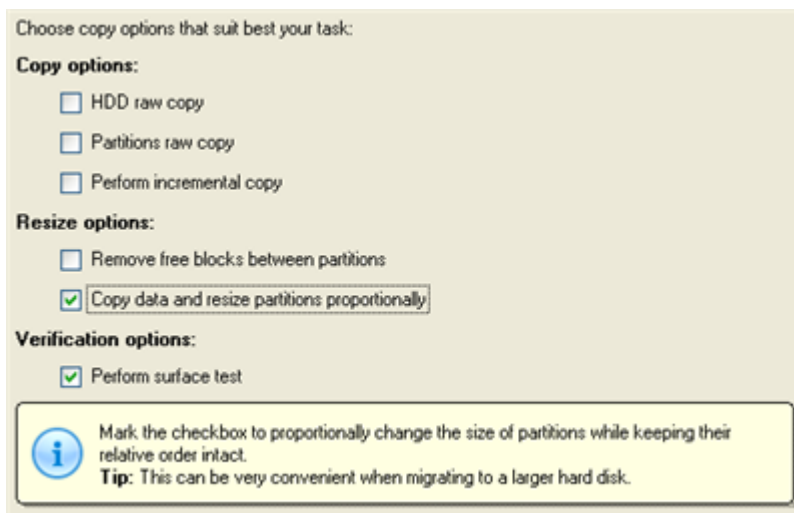 Choose copy options that suit best your task:
Copy options:
HDD raw copy
Partitions raw copy
Perform incremental copy
Resize options:
Remove free blocks between partitions
Copy data and resize partitions proportionally
Verification options:
Perform surface test
Mark the checkbox to proportionally change the size of partitions while keeping their
relative order intact.
Tip: This can be very convenient when migrating to a larger hard disk.